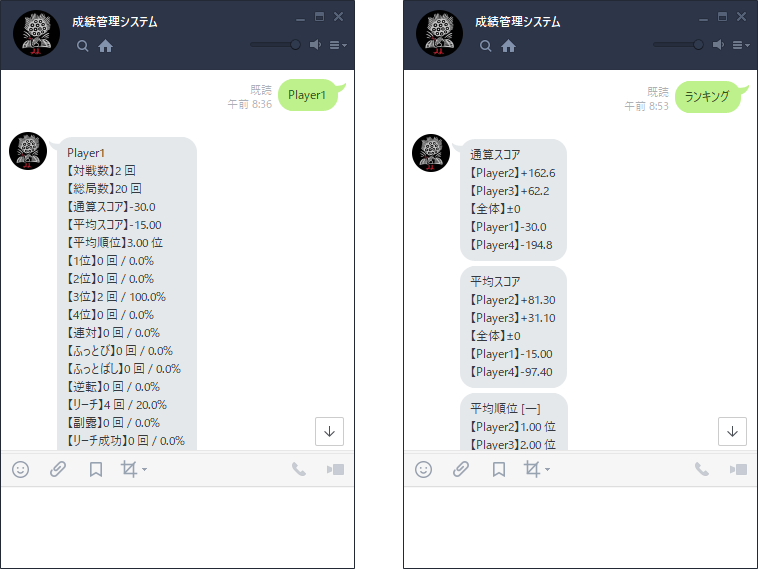 成績管理システム
既読
午前 8:36
Player1
Player1
【対戦数】2 回
【総局数】20 回
【通算スコア】-30.0
【平均スコア】-15.00
【平均順位】3.00 位
【1位】0 回 / 0.0%
【2位】0 回 / 0.0%
【3位】2 回 / 100.0%
【4位】0 回 / 0.0%
【連対】0 回 / 0.0%
【ふっとび】0 回 / 0.0%
【ふっとばし】0 回 / 0.0%
【逆転】0 回 / 0.0%
【リーチ】4 回 / 20.0%
【副露】0 回 / 0.0%
【リーチ成功】0 回 / 0.0%
成績管理システム
既読
午前 8:53
ランキング
通算スコア
【Player2】+162.6
【Player3】+62.2
【全体】±0
【Player1】-30.0
【Player4】-194.8
平均スコア
【Player2】+81.30
【Player3】+31.10
【全体】±0
【Player1】-15.00
【Player4】-97.40
平均順位 [―]
【Player2】1.00 位
【Player3】2.00 位